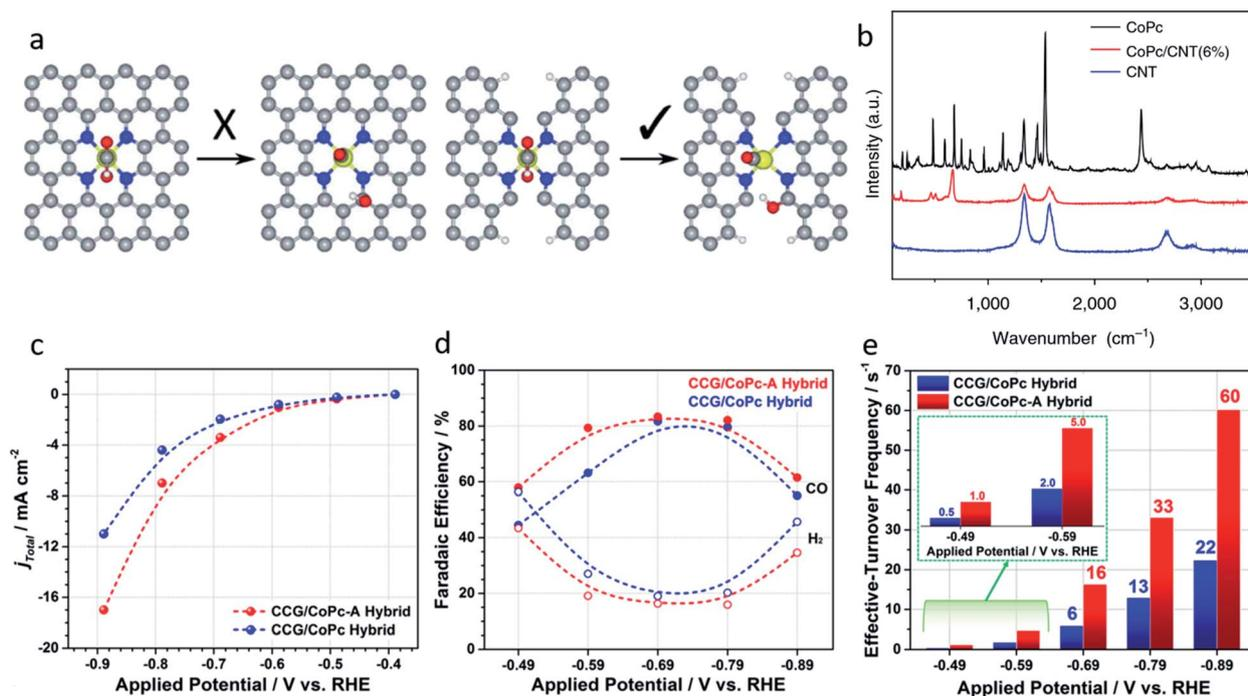 a
X
✓
b
CoPc
CoPc/CNT(6%)
CNT
Intensity (a.u.)
1,000 2,000 3,000
Wavenumber (cm⁻¹)
c
0
-4
-8
-12
-16
-20
j_Total / mA cm⁻²
CCG/CoPc-A Hybrid
CCG/CoPc Hybrid
-0.9 -0.8 -0.7 -0.6 -0.5 -0.4
Applied Potential / V vs. RHE
d
100
80
60
40
20
0
Faradaic Efficiency / %
CCG/CoPc-A Hybrid
CCG/CoPc Hybrid
CO
H₂
-0.49 -0.59 -0.69 -0.79 -0.89
Applied Potential / V vs. RHE
e
70
60
50
40
30
20
10
0
Effective-Turnover Frequency / s⁻¹
CCG/CoPc Hybrid
CCG/CoPc-A Hybrid
0.5 1.0 2.0 5.0
-0.49 -0.59
Applied Potential / V vs. RHE
6 16 13 33 22 60
-0.49 -0.59 -0.69 -0.79 -0.89
Applied Potential / V vs. RHE